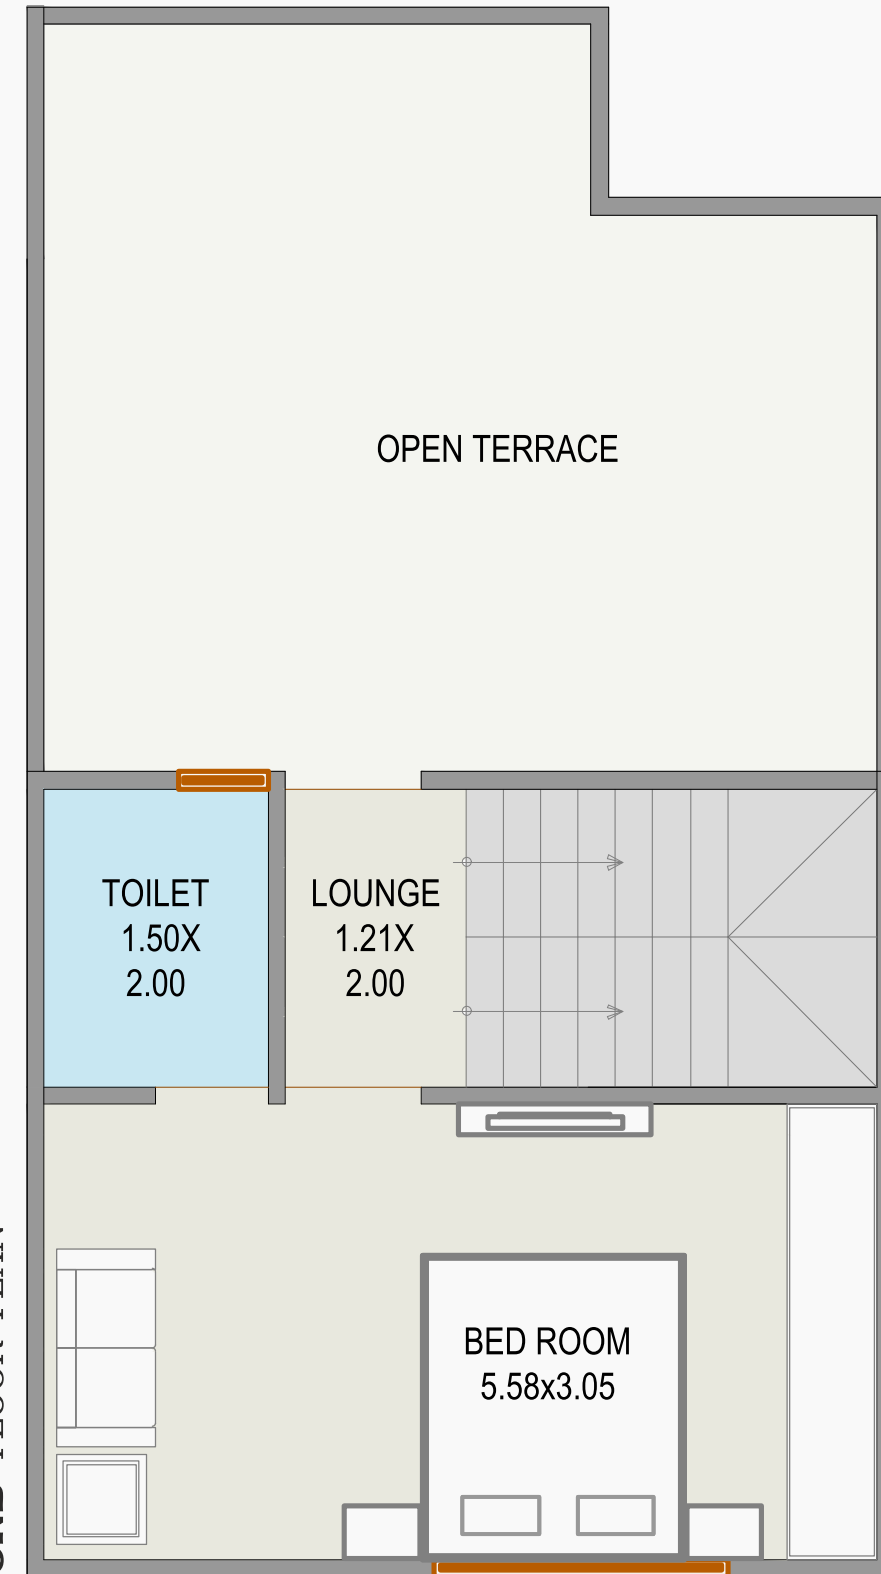 OPEN TERRACE
TOILET
1.50X
2.00
LOUNGE
1.21X
2.00
BED ROOM
5.58x3.05